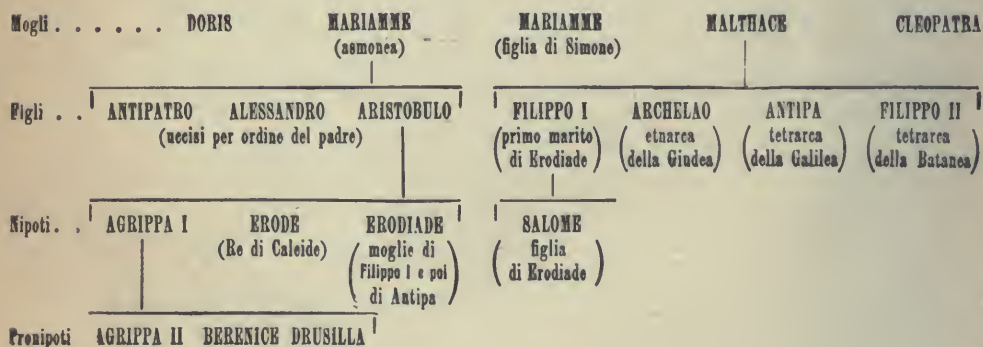 Mogli . . . . . . DORIS MARIAMME MARIAMME MALTHACE CLEOPATRA
(asmonea) (figlia di Simone)
Figli . . ANTIPATRO ALESSANDRO ARISTOBULO FILIPPO I ARCHELAO ANTIPA FILIPPO II
(uccisi per ordine del padre) (primo marito di Erodiade) (etnarca della Giudea) (tetrarca della Galilea) (tetrarca della Batanea)
Nipoti . . AGRIPPA I ERODE ERODIADE SALOME
(Re di Calcide) (moglie di Filippo I e poi di Antipa) (figlia di Erodiade)
Pronipoti AGRIPPA II BERENICE DRUSILLA